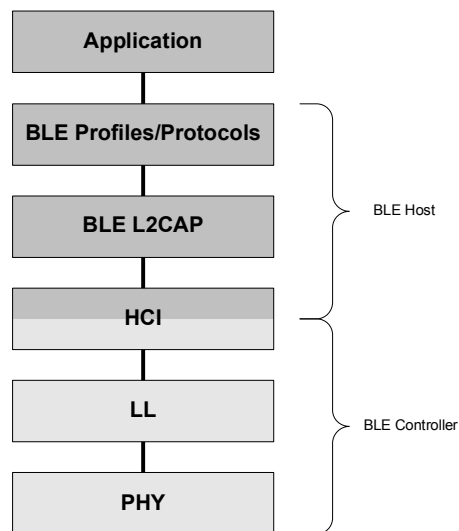 Application
BLE Profiles/Protocols
BLE Host
BLE L2CAP
HCI
LL
BLE Controller
PHY